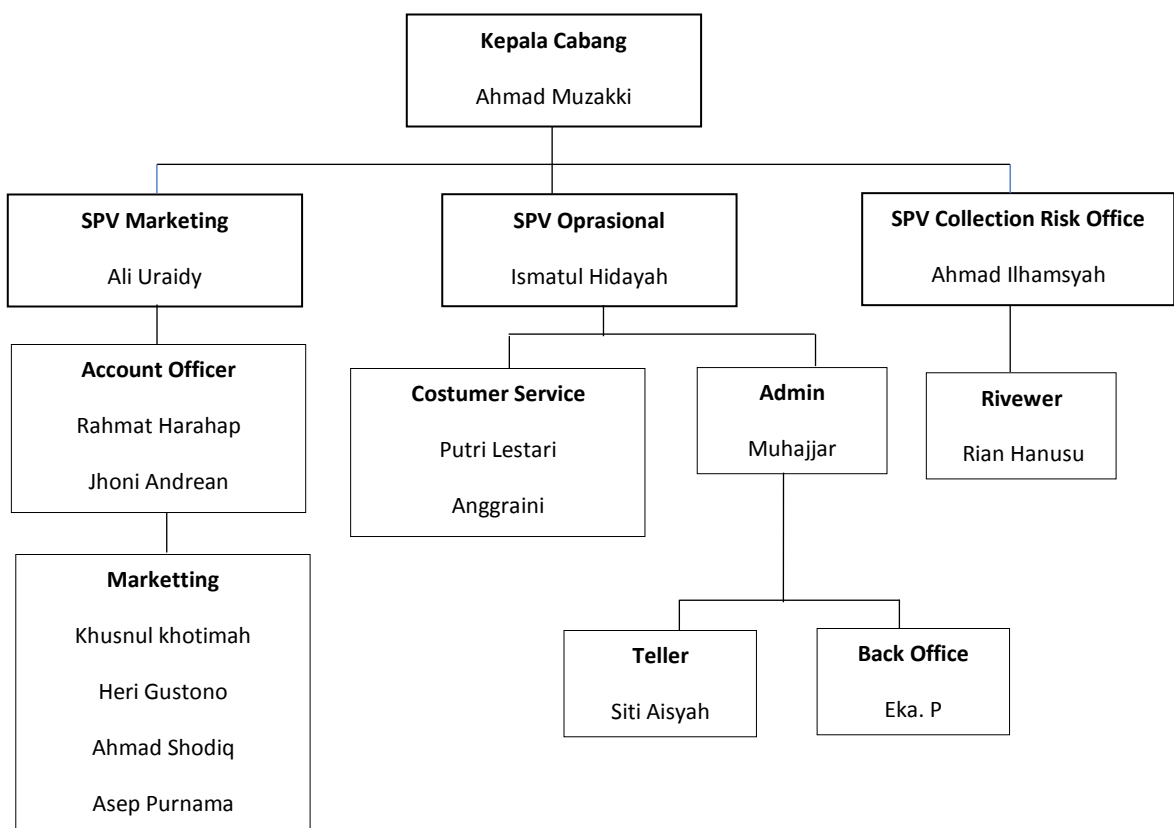 Kepala Cabang
Ahmad Muzakki
SPV Marketing
Ali Uraidy
SPV Oprasional
Ismatul Hidayah
SPV Collection Risk Office
Ahmad Ilhamsyah
Account Officer
Rahmat Harahap
Jhoni Andrean
Costumer Service
Putri Lestari
Anggraini
Admin
Muhajjar
Rivewer
Rian Hanusu
Marketting
Khusnul khotimah
Heri Gustono
Ahmad Shodiq
Asep Purnama
Teller
Siti Aisyah
Back Office
Eka. P